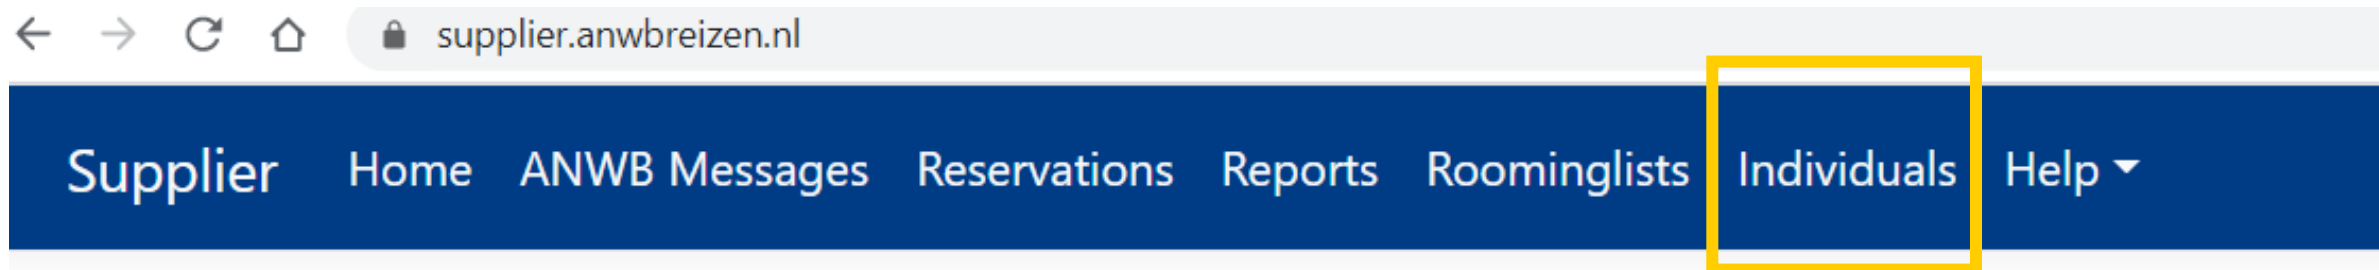 supplier.anwbreizen.nl
Supplier Home ANWB Messages Reservations Reports Roominglists Individuals Help